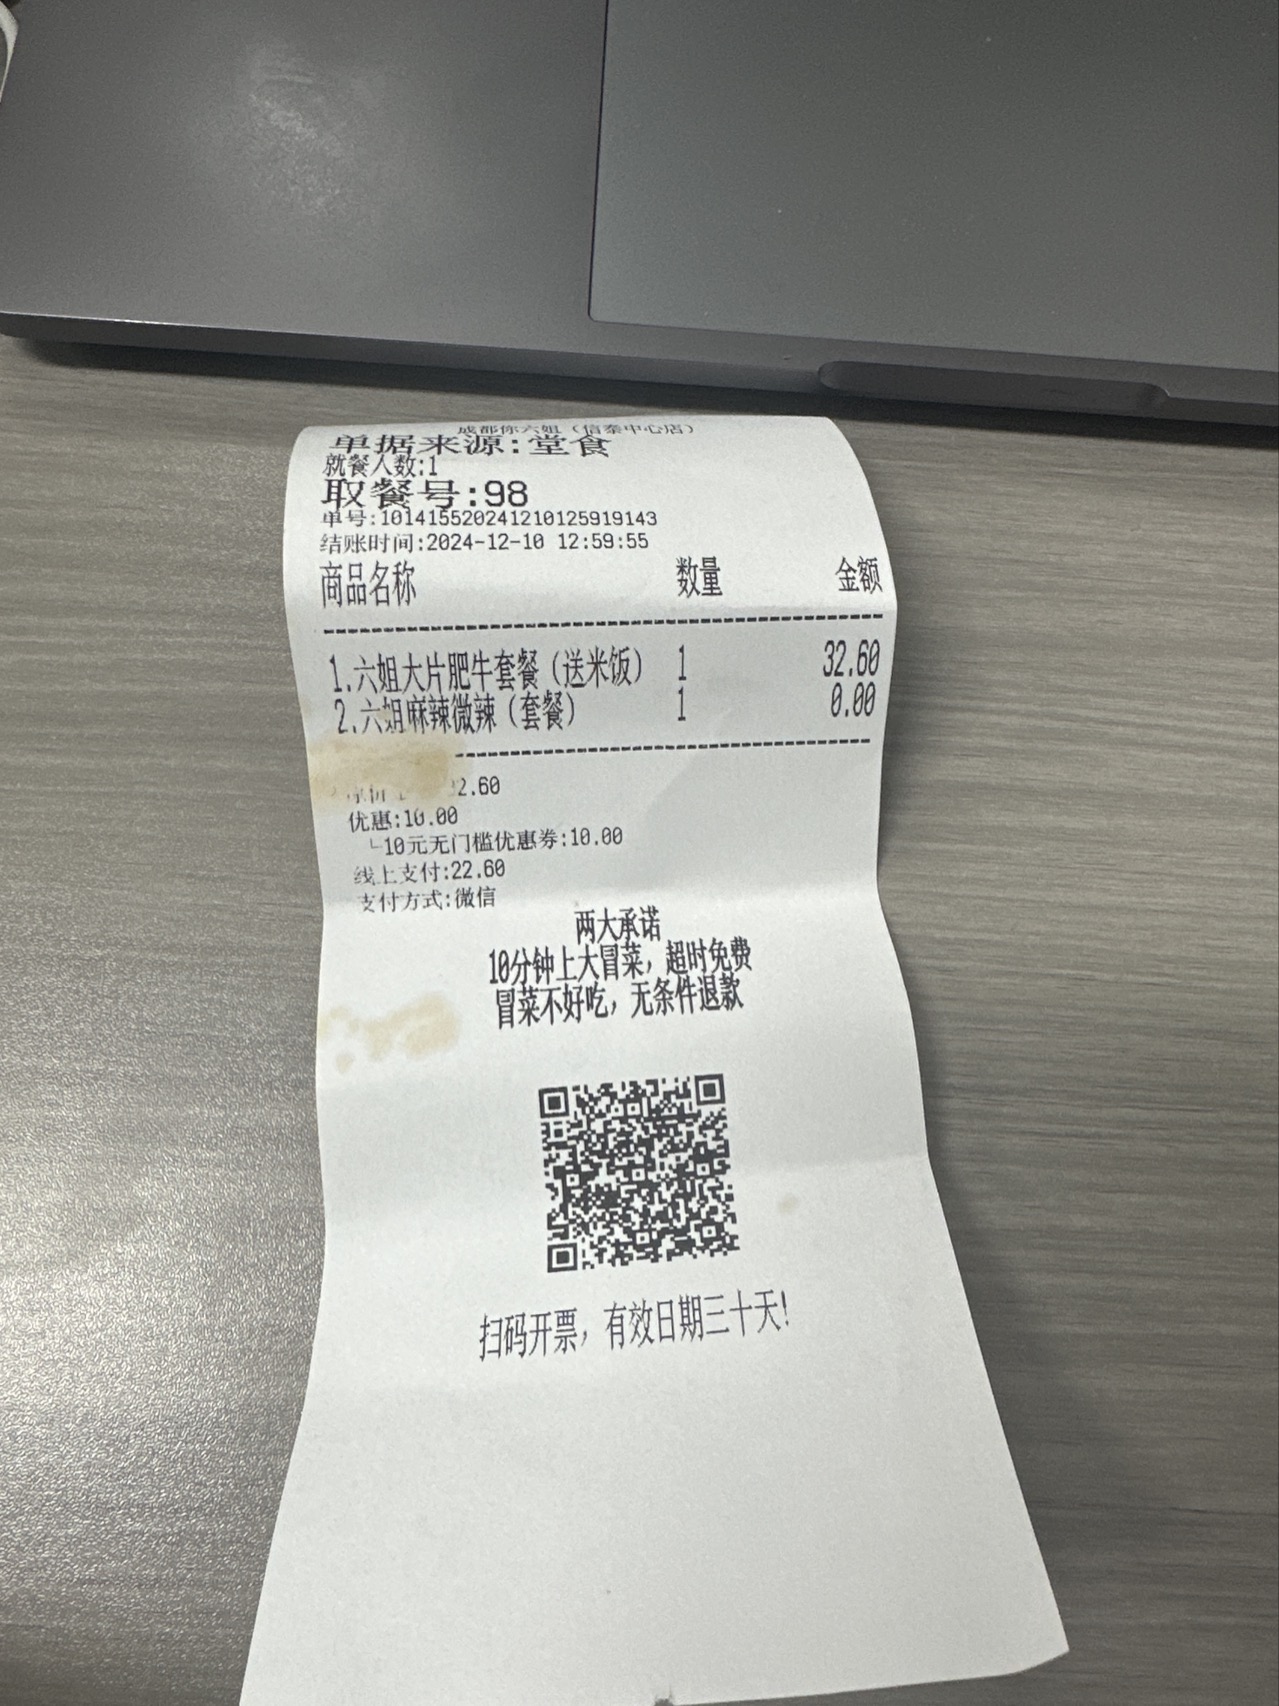 成都你六姐（信泰中心店）
单据来源:堂食
就餐人数:1
取餐号:98
单号:101415520241210125919143
结账时间:2024-12-10 12:59:55
商品名称 数量 金额
1.六姐大片肥牛套餐（送米饭） 1 32.60
2.六姐麻辣微辣（套餐） 1 0.00
2.60
优惠:10.00
└10元无门槛优惠券:10.00
线上支付:22.60
支付方式:微信
两大承诺
10分钟上大冒菜，超时免费
冒菜不好吃，无条件退款
扫码开票，有效日期三十天!